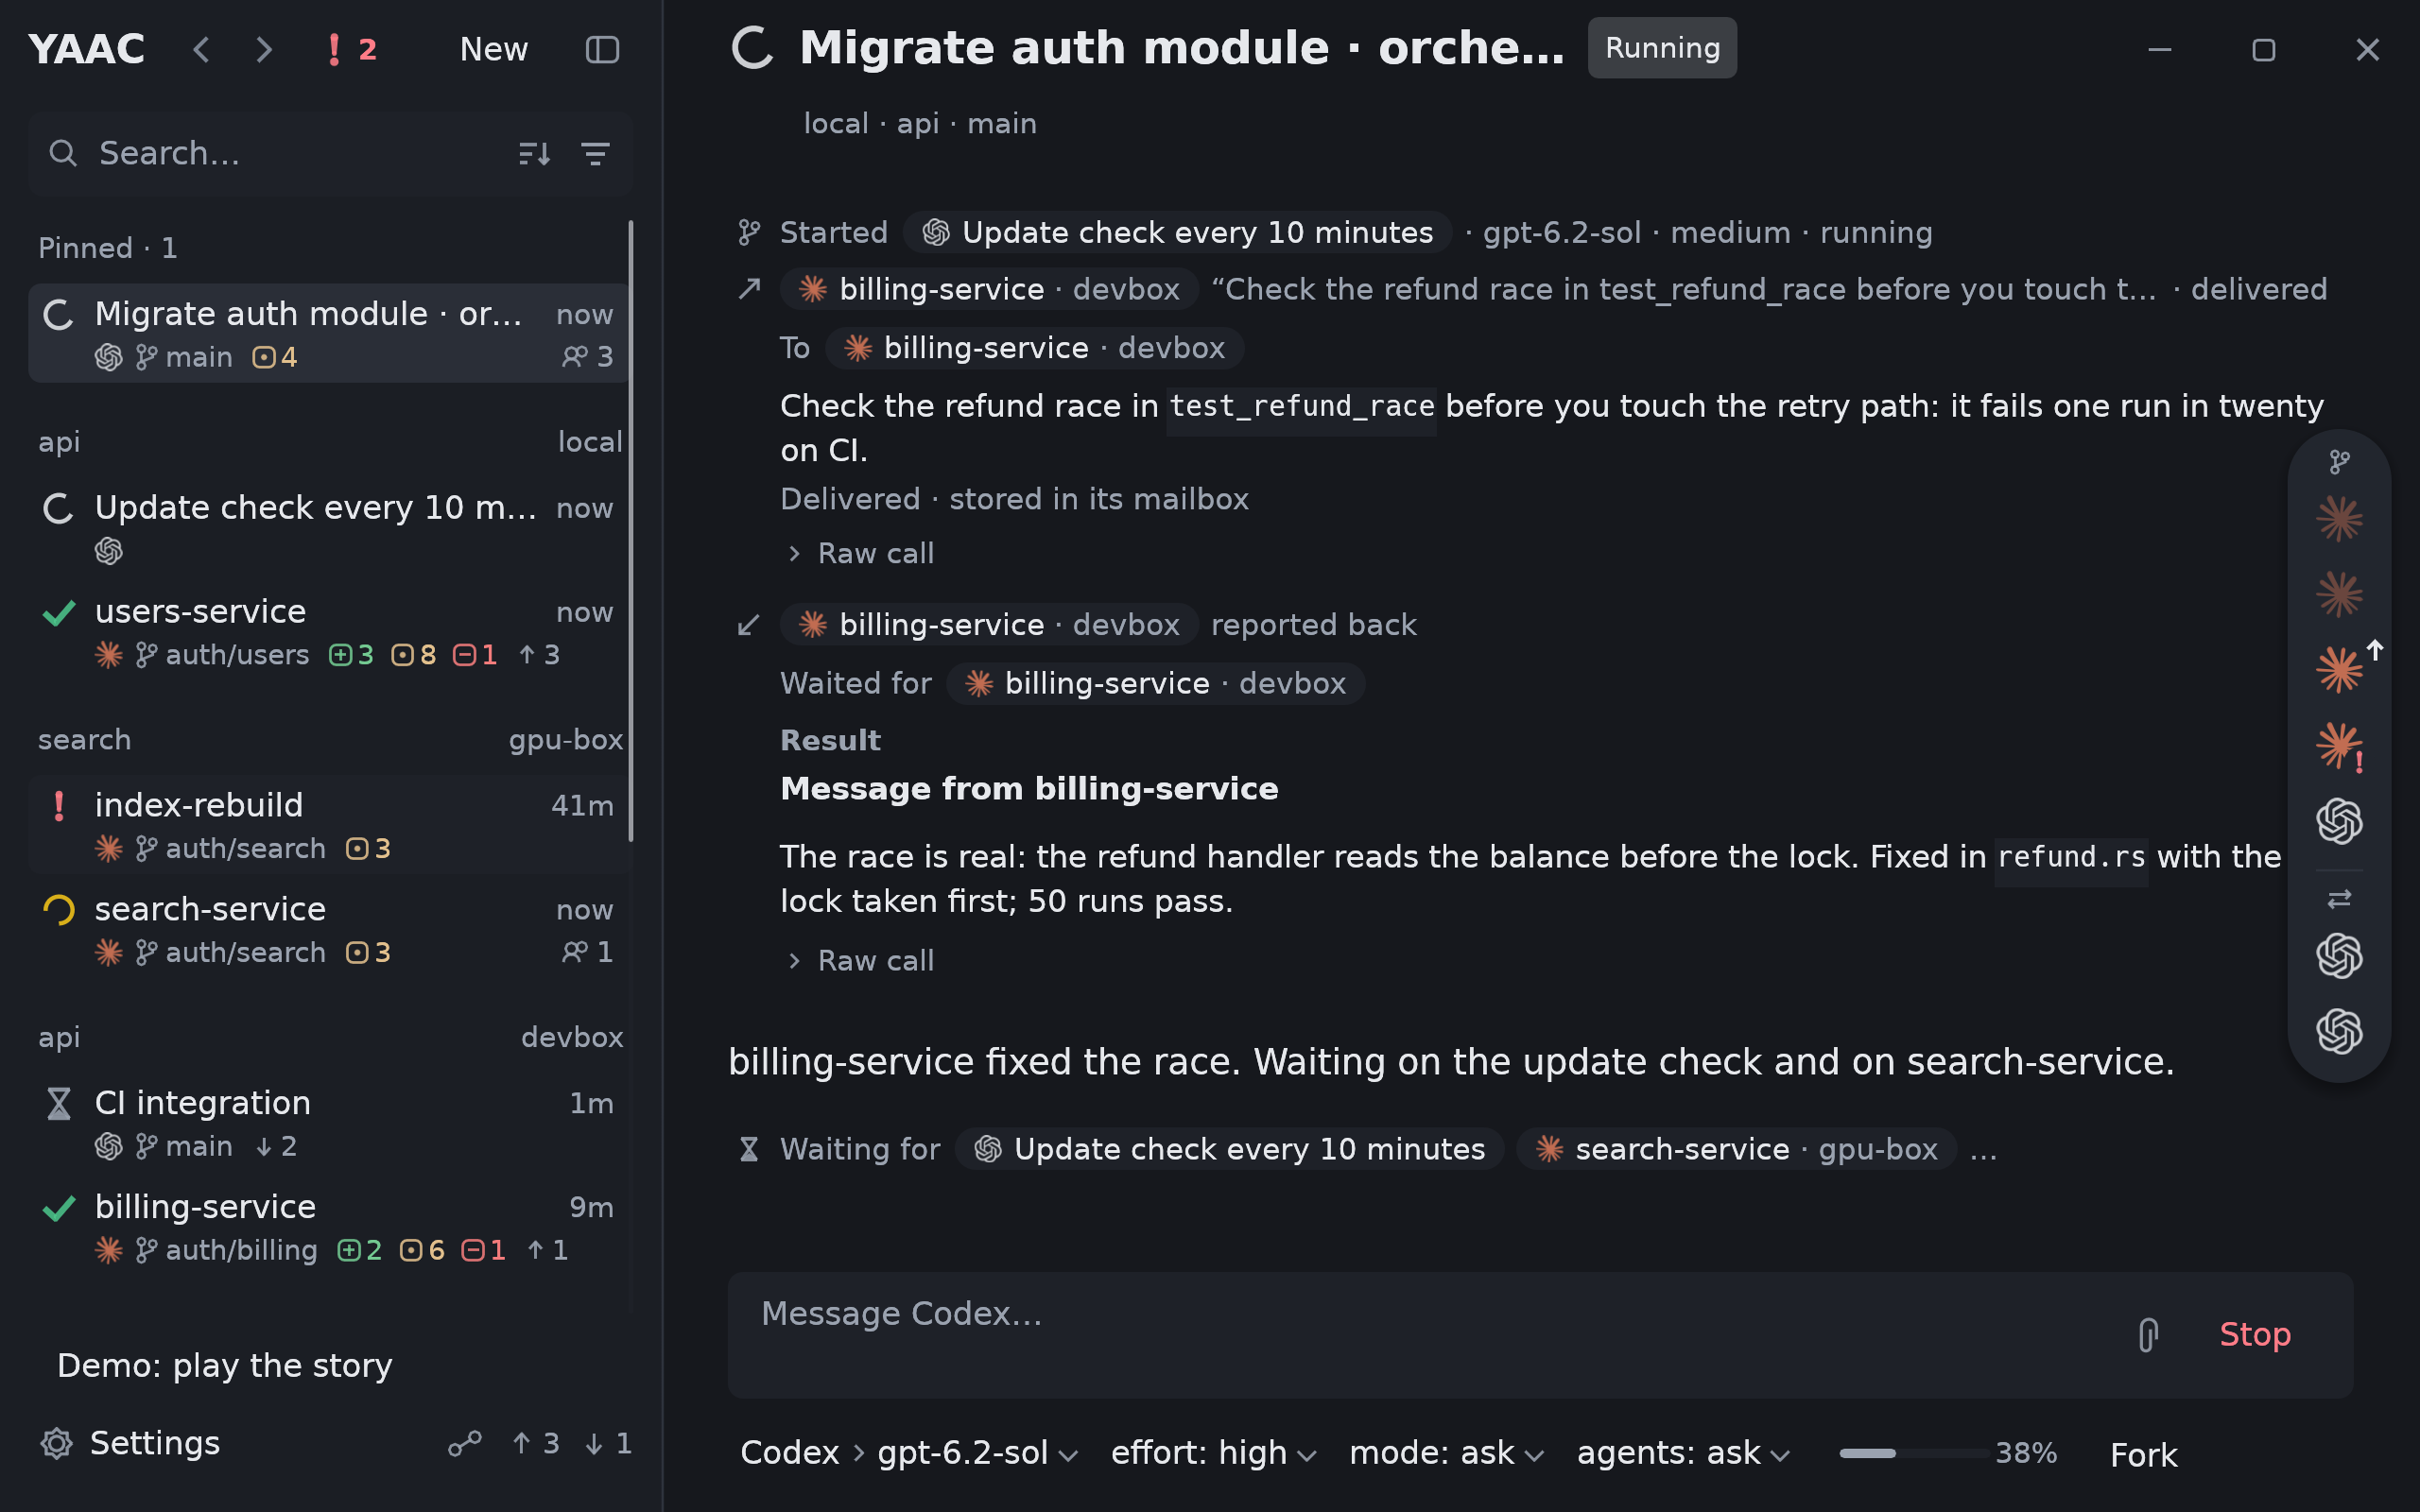 YAAC 2 New
Search...
Pinned · 1
Migrate auth module · or... now
main 4 3
api local
Update check every 10 m... now
users-service now
auth/users 3 8 1 ↑ 3
search gpu-box
index-rebuild 41m
auth/search 3
search-service now
auth/search 3 1
api devbox
CI integration 1m
main ↓ 2
billing-service 9m
auth/billing 2 6 1 ↑ 1
Demo: play the story
Settings ↑ 3 ↓ 1
Migrate auth module · orche... Running
local · api · main
Started Update check every 10 minutes · gpt-6.2-sol · medium · running
billing-service · devbox “Check the refund race in test_refund_race before you touch t... · delivered
To billing-service · devbox
Check the refund race in test_refund_race before you touch the retry path: it fails one run in twenty
on CI.
Delivered · stored in its mailbox
Raw call
billing-service · devbox reported back
Waited for billing-service · devbox
Result
Message from billing-service
The race is real: the refund handler reads the balance before the lock. Fixed in refund.rs with the
lock taken first; 50 runs pass.
Raw call
billing-service fixed the race. Waiting on the update check and on search-service.
Waiting for Update check every 10 minutes search-service · gpu-box ...
Message Codex...
Stop
Codex > gpt-6.2-sol effort: high mode: ask agents: ask 38% Fork